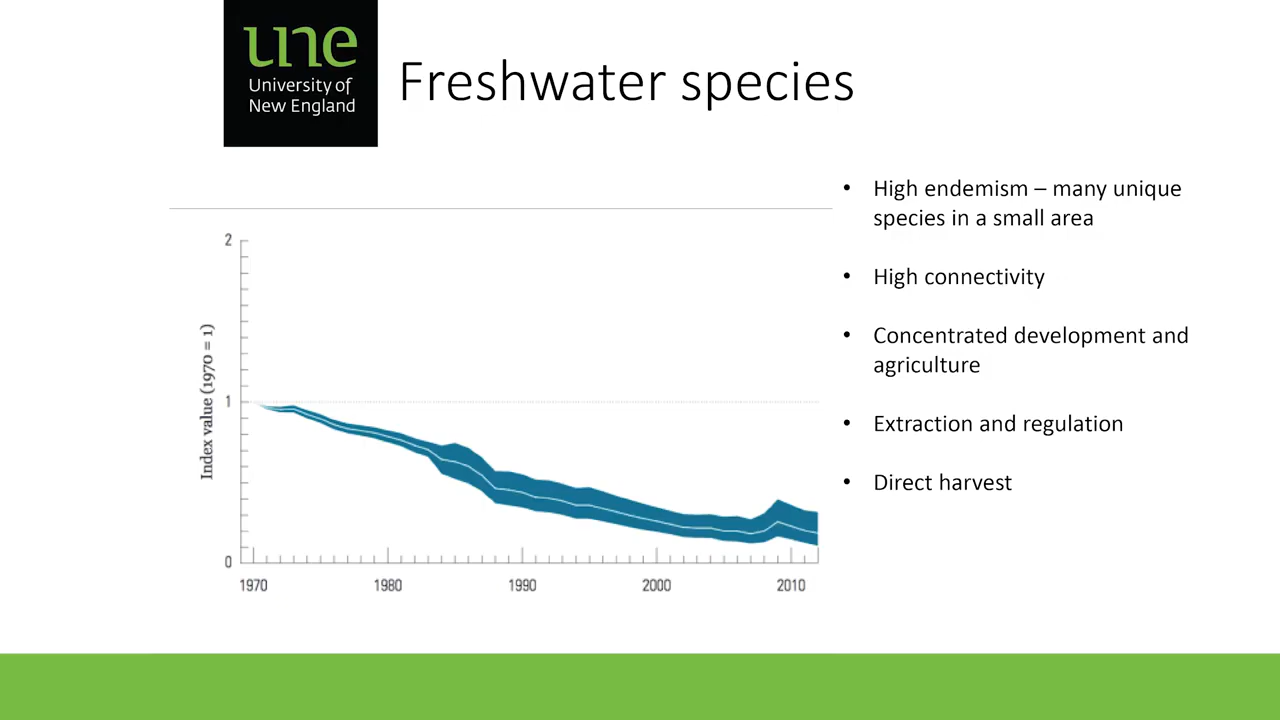 une
University of
New England
Freshwater species
• High endemism – many unique
species in a small area
• High connectivity
• Concentrated development and
agriculture
• Extraction and regulation
• Direct harvest
Index value (1970 = 1)
2
1
0
1970 1980 1990 2000 2010